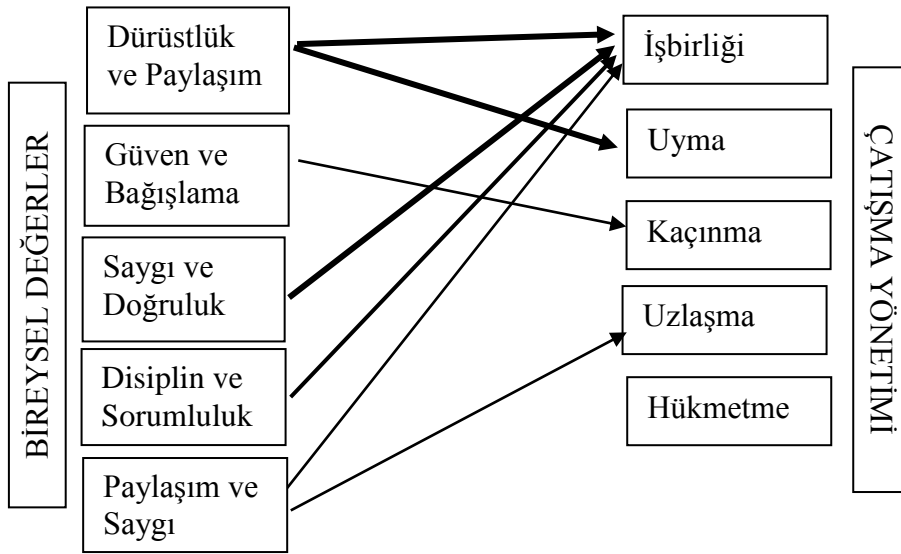 BİREYSEL DEĞERLER
Dürüstlük
ve Paylaşım
Güven ve
Bağışlama
Saygı ve
Doğruluk
Disiplin ve
Sorumluluk
Paylaşım ve
Saygı
İşbirliği
Uyma
Kaçınma
Uzlaşma
Hükmetme
ÇATIŞMA YÖNETİMİ